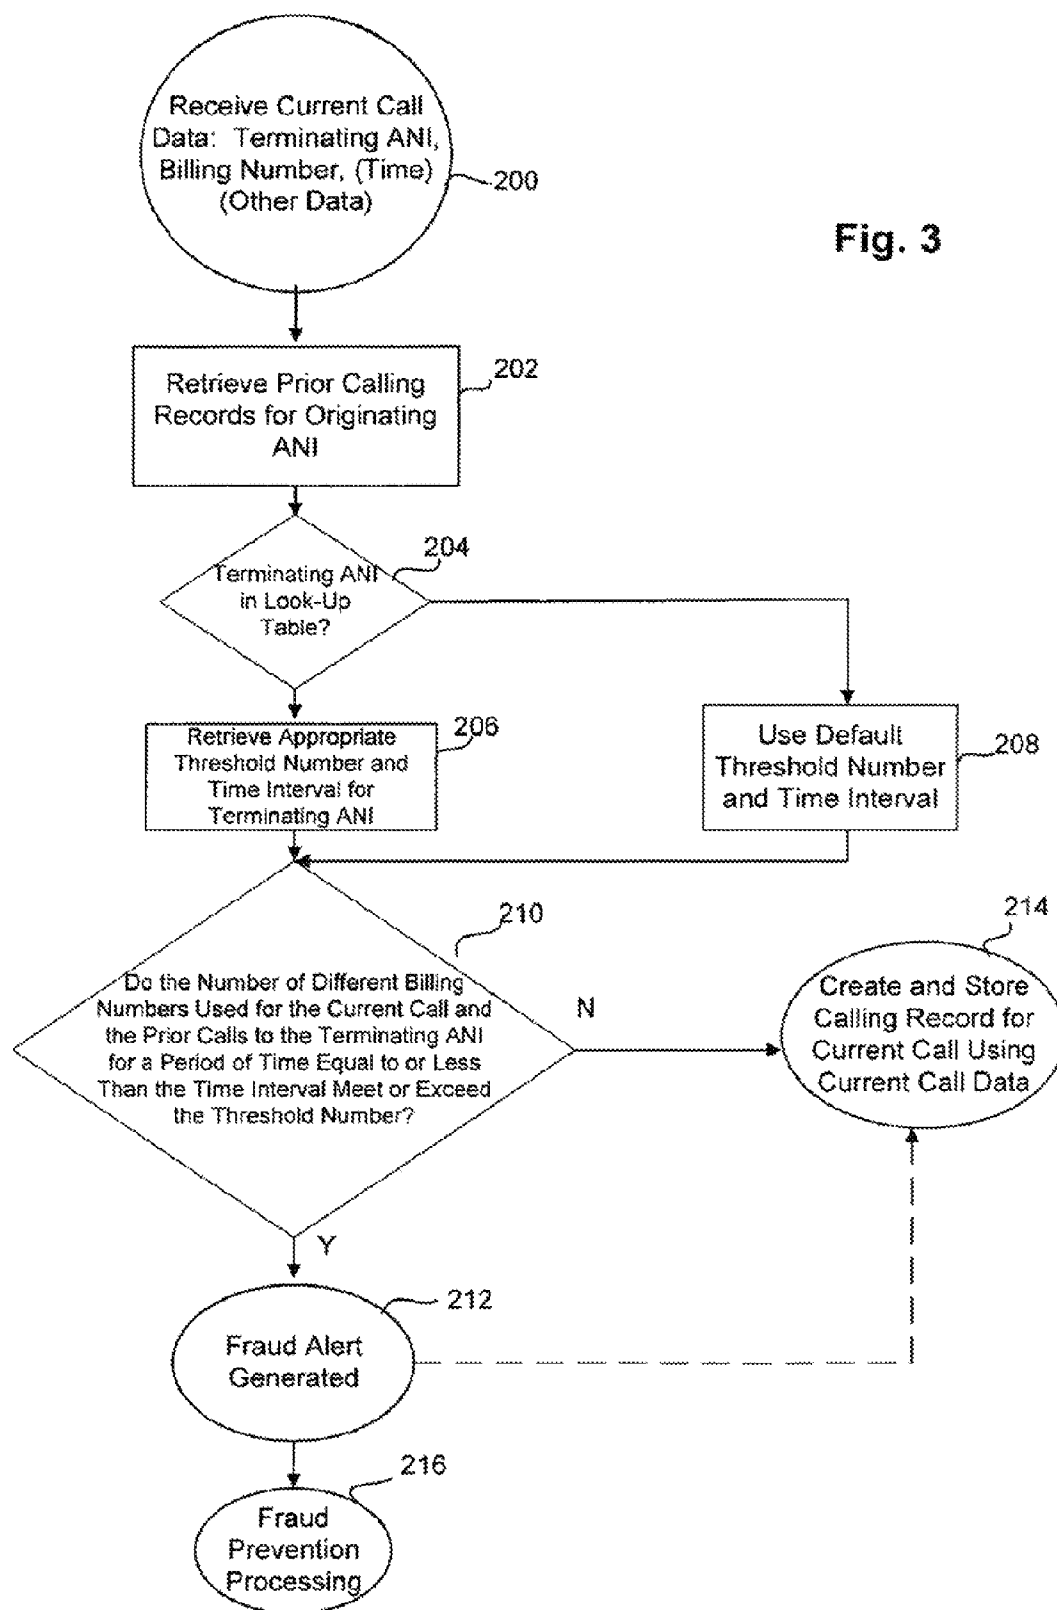 Receive Current Call
Data: Terminating ANI,
Billing Number, (Time)
(Other Data)
200
Fig. 3
Retrieve Prior Calling
Records for Originating
ANI
202
Terminating ANI
in Look-Up
Table?
204
Retrieve Appropriate
Threshold Number and
Time Interval for
Terminating ANI
206
Use Default
Threshold Number
and Time Interval
208
Do the Number of Different Billing
Numbers Used for the Current Call and
the Prior Calls to the Terminating ANI
for a Period of Time Equal to or Less
Than the Time Interval Meet or Exceed
the Threshold Number?
210
N
Y
Create and Store
Calling Record for
Current Call Using
Current Call Data
214
Fraud Alert
Generated
212
Fraud
Prevention
Processing
216